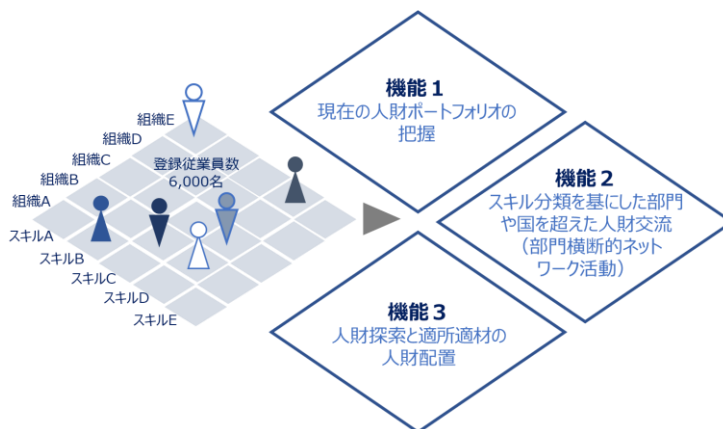 組織E
組織D
組織C
組織B
組織A
スキルA
スキルB
スキルC
スキルD
スキルE
登録従業員数
6,000名
機能1
現在の人財ポートフォリオの
把握
機能2
スキル分類を基にした部門
や国を超えた人財交流
（部門横断的ネット
ワーク活動）
機能3
人財探索と適所適材の
人財配置